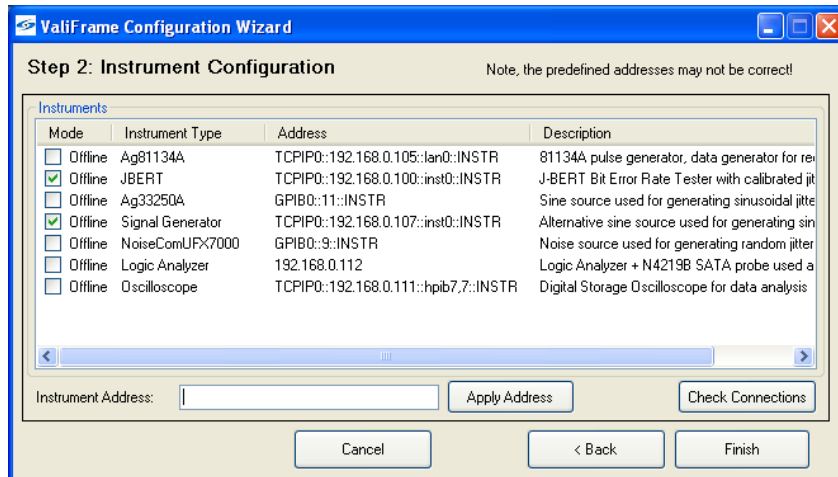 ValiFrame Configuration Wizard
Step 2: Instrument Configuration
Note, the predefined addresses may not be correct!
Instruments
Mode Instrument Type Address Description
Offline Ag81134A TCPIP0::192.168.0.105::lan0::INSTR 81134A pulse generator, data generator for re
Offline JBERT TCPIP0::192.168.0.100::inst0::INSTR J-BERT Bit Error Rate Tester with calibrated jit
Offline Ag33250A GPIB0::11::INSTR Sine source used for generating sinusoidal jitte
Offline Signal Generator TCPIP0::192.168.0.107::inst0::INSTR Alternative sine source used for generating sin
Offline NoiseComUFX7000 GPIB0::9::INSTR Noise source used for generating random jitter
Offline Logic Analyzer 192.168.0.112 Logic Analyzer + N4219B SATA probe used a
Offline Oscilloscope TCPIP0::192.168.0.111::hpib7,7::INSTR Digital Storage Oscilloscope for data analysis
Instrument Address: Apply Address Check Connections
Cancel < Back Finish